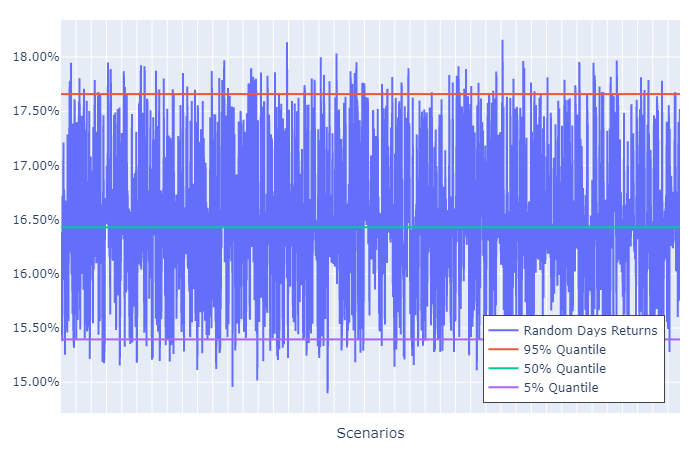 18.00%
17.50%
17.00%
16.50%
16.00%
15.50%
15.00%
Random Days Returns
95% Quantile
50% Quantile
5% Quantile
Scenarios